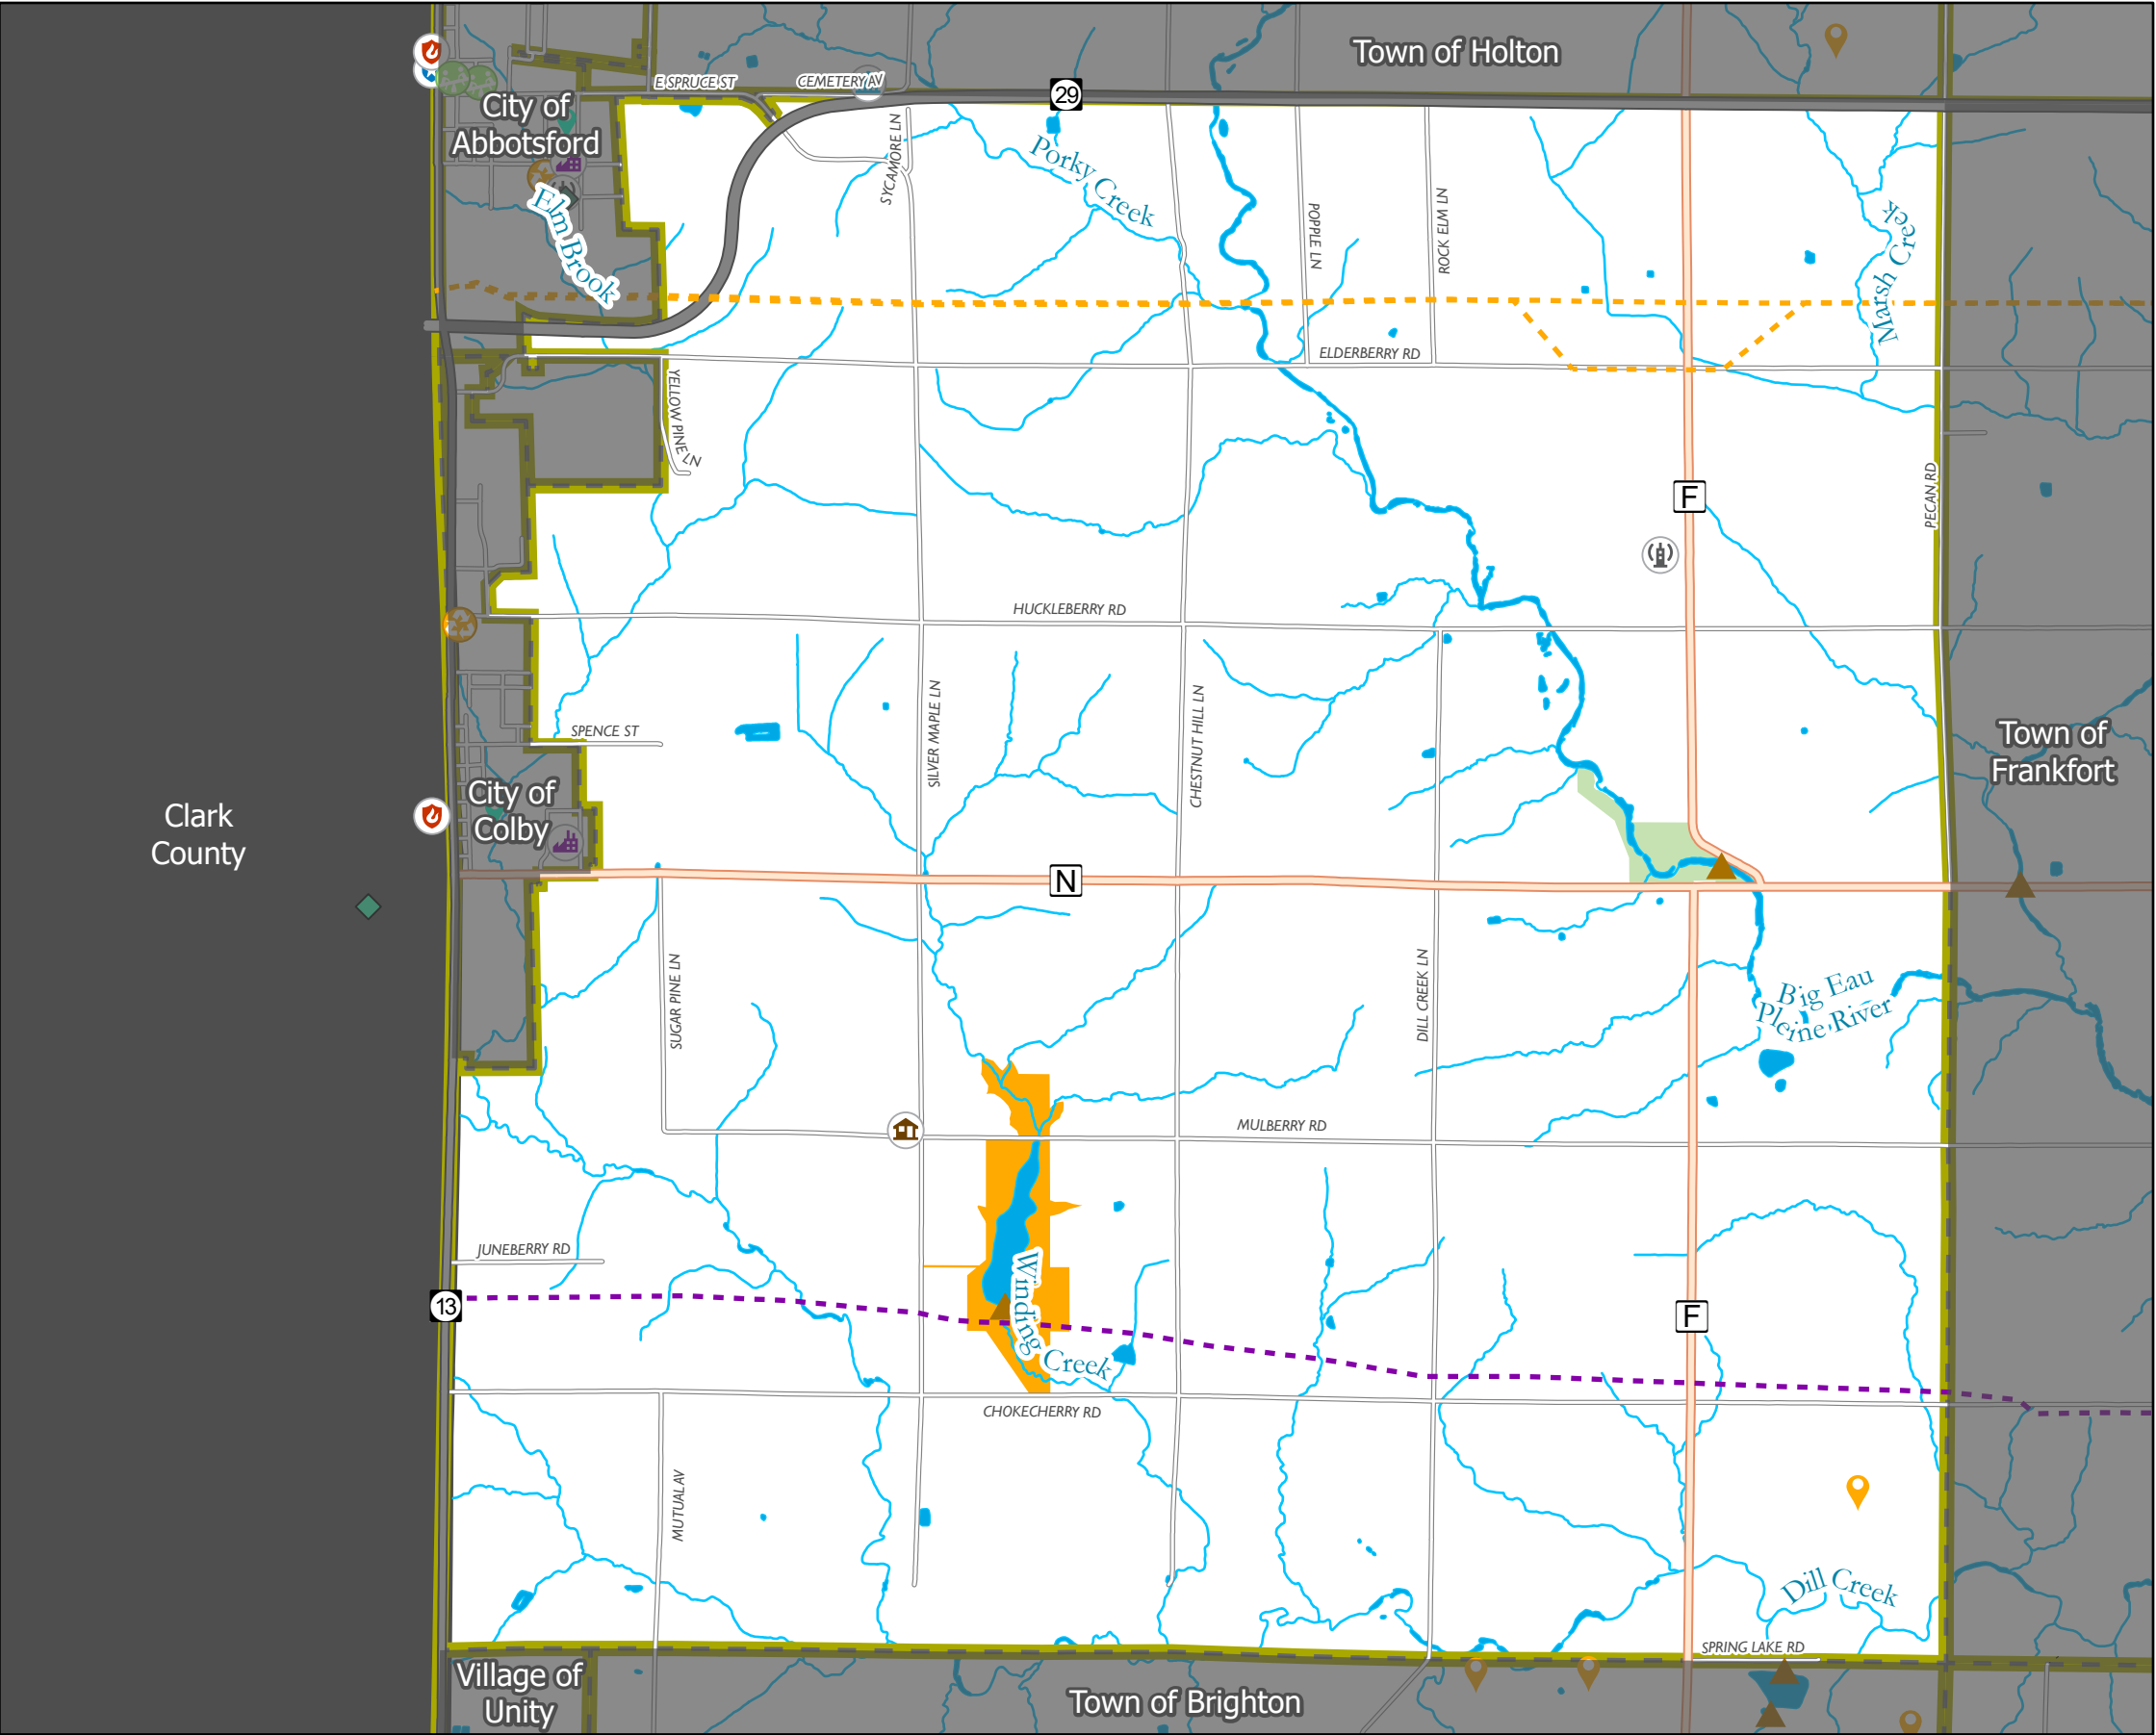 Town of Holton
E SPRUCE ST
CEMETERY AV
29
City of
Abbotsford
SYCAMORE LN
Porky Creek
Elm Brook
POPPLE LN
ROCK ELM LN
Marsh Creek
ELDERBERRY RD
YELLOW PINE LN
F
PECAN RD
HUCKLEBERRY RD
SILVER MAPLE LN
CHESTNUT HILL LN
SPENCE ST
Town of
Frankfort
City of
Colby
Clark
County
N
SUGAR PINE LN
DILL CREEK LN
Big Eau
Pleine River
MULBERRY RD
JUNEBERRY RD
13
Winding Creek
F
CHOKECHERRY RD
MUTUAL AV
Dill Creek
SPRING LAKE RD
Village of
Unity
Town of Brighton